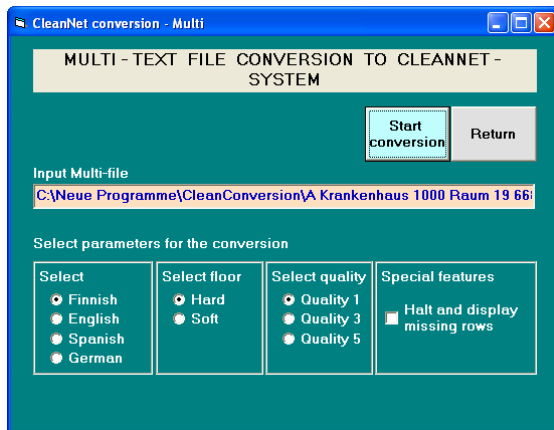 CleanNet conversion - Multi
MULTI-TEXT FILE CONVERSION TO CLEANNET-
SYSTEM
Start
conversion
Return
Input Multi-file
C:\Neue Programme\CleanConversion\A Krankenhaus 1000 Raum 19 66
Select parameters for the conversion
Select
Finnish
English
Spanish
German
Select floor
Hard
Soft
Select quality
Quality 1
Quality 3
Quality 5
Special features
Halt and display
missing rows